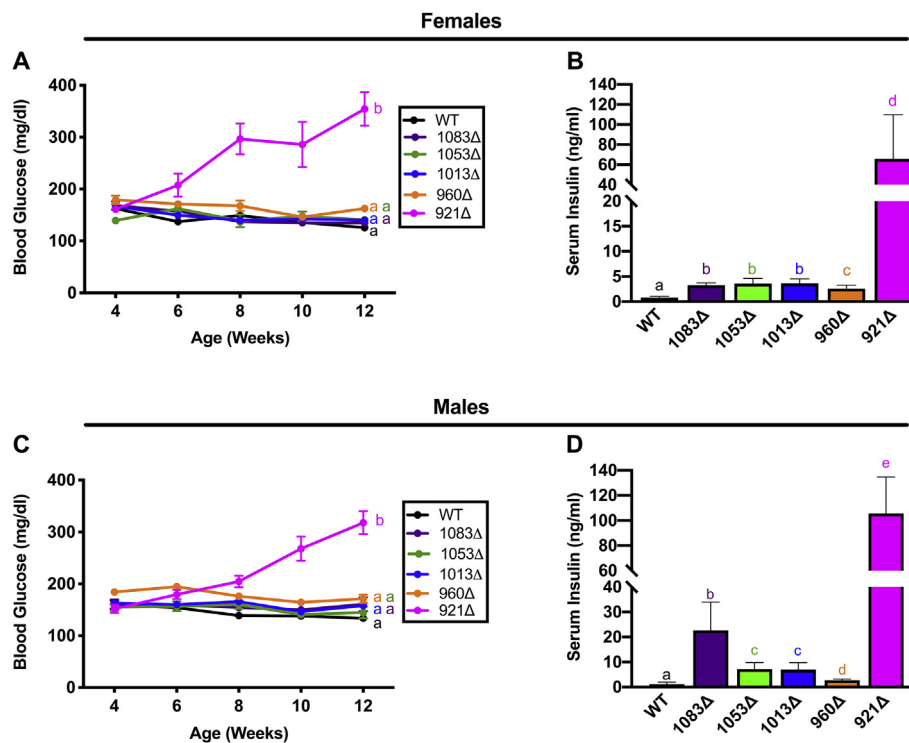 Females
A
Blood Glucose (mg/dl)
400
300
200
100
0
4 6 8 10 12
Age (Weeks)
b
a a
a a
a
WT
1083Δ
1053Δ
1013Δ
960Δ
921Δ
B
Serum Insulin (ng/ml)
140
120
100
80
60
40
20
15
10
5
0
a b b b c d
WT 1083Δ 1053Δ 1013Δ 960Δ 921Δ
Males
C
Blood Glucose (mg/dl)
400
300
200
100
0
4 6 8 10 12
Age (Weeks)
b
a a
a a
a
WT
1083Δ
1053Δ
1013Δ
960Δ
921Δ
D
Serum Insulin (ng/ml)
140
120
100
80
60
40
30
20
10
0
a b c c d e
WT 1083Δ 1053Δ 1013Δ 960Δ 921Δ